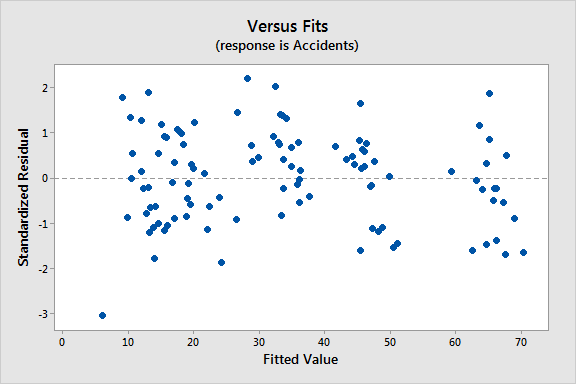 Versus Fits
(response is Accidents)
Standardized Residual
2
1
0
-1
-2
-3
0 10 20 30 40 50 60 70
Fitted Value